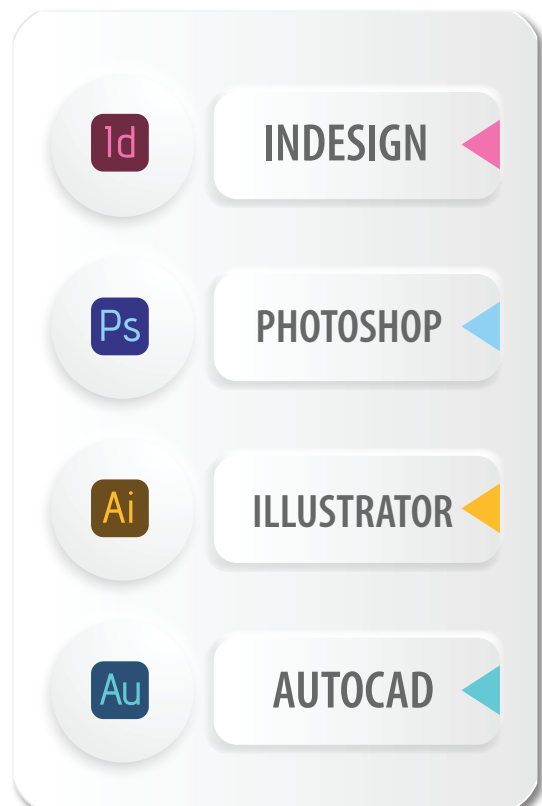 Id
INDESIGN
Ps
PHOTOSHOP
Ai
ILLUSTRATOR
Au
AUTOCAD